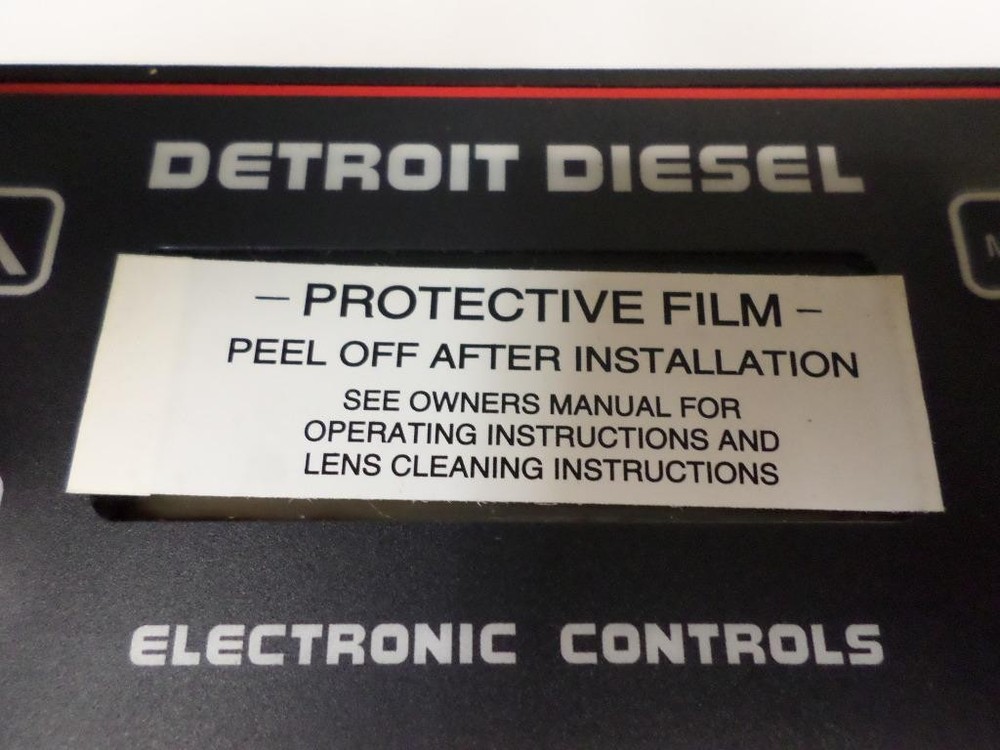 DETROIT DIESEL
– PROTECTIVE FILM –
PEEL OFF AFTER INSTALLATION
SEE OWNERS MANUAL FOR
OPERATING INSTRUCTIONS AND
LENS CLEANING INSTRUCTIONS
ELECTRONIC CONTROLS